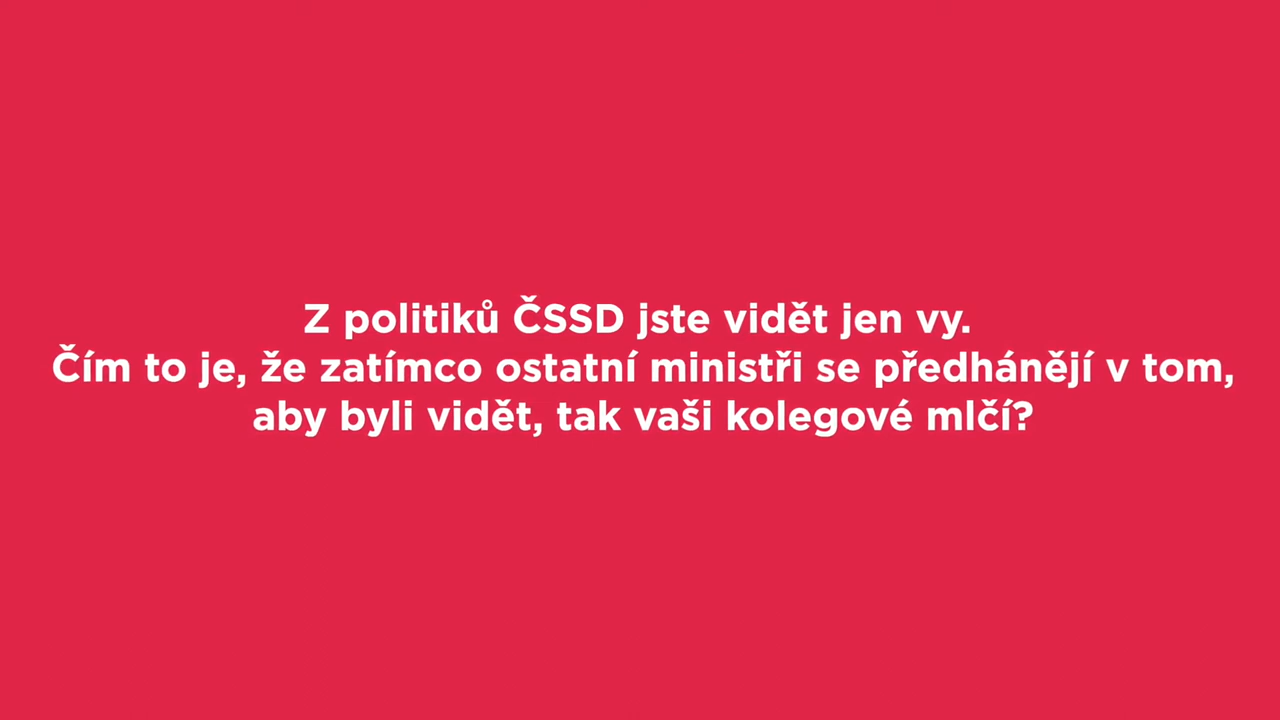 Z politiků ČSSD jste vidět jen vy.
Čím to je, že zatímco ostatní ministři se předhánějí v tom,
aby byli vidět, tak vaši kolegové mlčí?